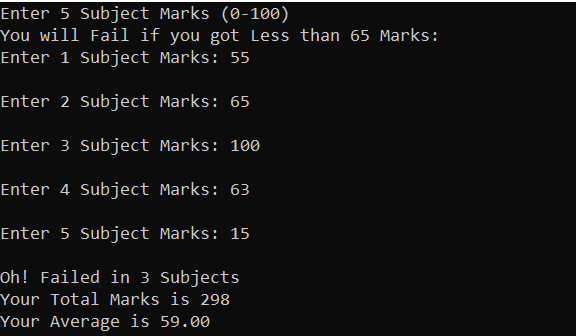 Enter 5 Subject Marks (0-100)
You will Fail if you got Less than 65 Marks:
Enter 1 Subject Marks: 55
Enter 2 Subject Marks: 65
Enter 3 Subject Marks: 100
Enter 4 Subject Marks: 63
Enter 5 Subject Marks: 15
Oh! Failed in 3 Subjects
Your Total Marks is 298
Your Average is 59.00